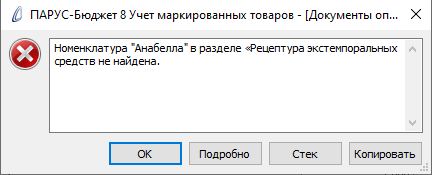 ПАРУС-Бюджет 8 Учет маркированных товаров - [Документы оп...
Номенклатура "Анабелла" в разделе «Рецептура экстемпоральных
средств не найдена.
ОК
Подробно
Стек
Копировать